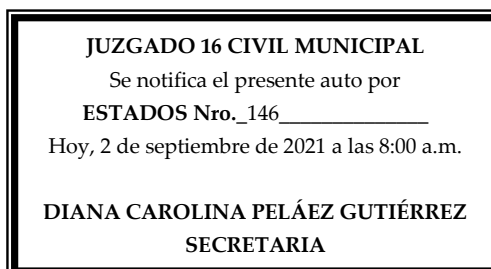 JUZGADO 16 CIVIL MUNICIPAL
Se notifica el presente auto por
ESTADOS Nro._146______________
Hoy, 2 de septiembre de 2021 a las 8:00 a.m.
DIANA CAROLINA PELÁEZ GUTIÉRREZ
SECRETARIA